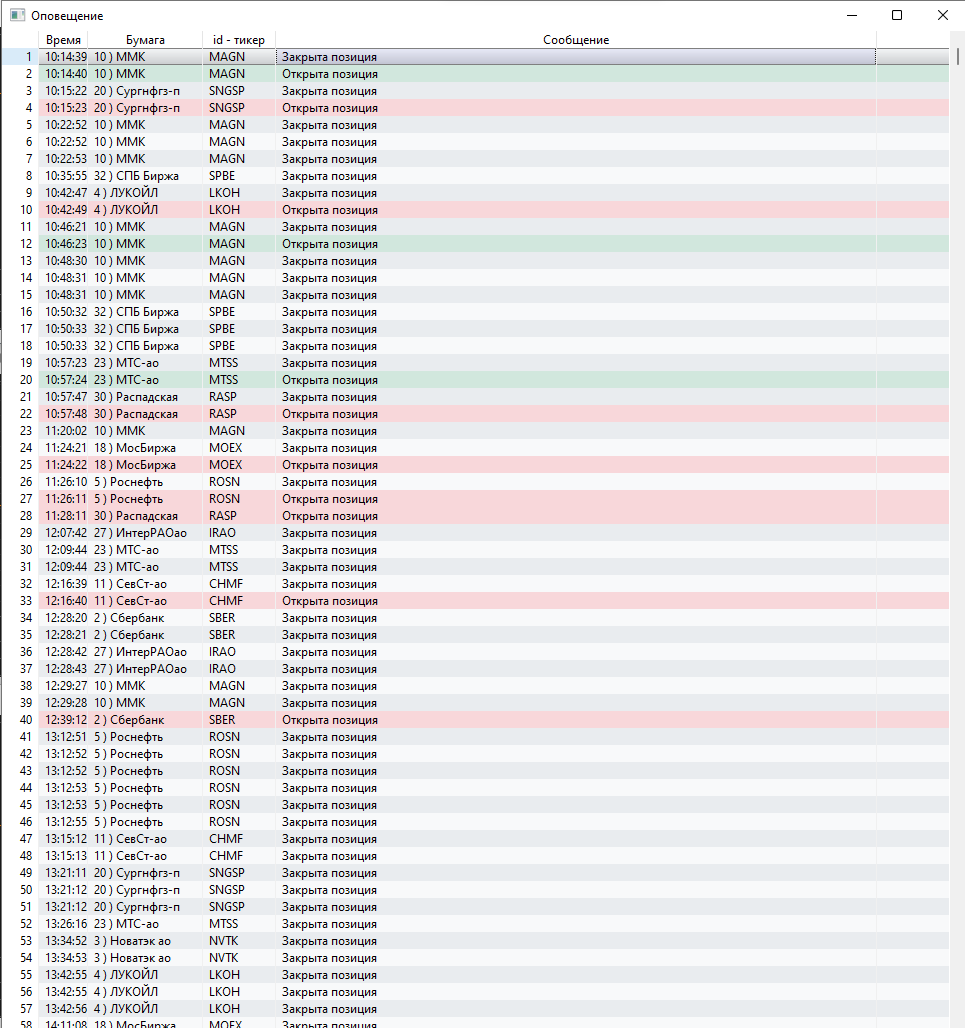 Оповещение
Время Бумага id - тикер Сообщение
1 10:14:39 10 ) ММК MAGN Закрыта позиция
2 10:14:40 10 ) ММК MAGN Открыта позиция
3 10:15:22 20 ) Сургнфгз-п SNGSP Закрыта позиция
4 10:15:23 20 ) Сургнфгз-п SNGSP Открыта позиция
5 10:22:52 10 ) ММК MAGN Закрыта позиция
6 10:22:52 10 ) ММК MAGN Закрыта позиция
7 10:22:53 10 ) ММК MAGN Закрыта позиция
8 10:35:55 32 ) СПБ Биржа SPBE Закрыта позиция
9 10:42:47 4 ) ЛУКОЙЛ LKOH Закрыта позиция
10 10:42:49 4 ) ЛУКОЙЛ LKOH Открыта позиция
11 10:46:21 10 ) ММК MAGN Закрыта позиция
12 10:46:23 10 ) ММК MAGN Открыта позиция
13 10:48:30 10 ) ММК MAGN Закрыта позиция
14 10:48:31 10 ) ММК MAGN Закрыта позиция
15 10:48:31 10 ) ММК MAGN Закрыта позиция
16 10:50:32 32 ) СПБ Биржа SPBE Закрыта позиция
17 10:50:33 32 ) СПБ Биржа SPBE Закрыта позиция
18 10:50:33 32 ) СПБ Биржа SPBE Закрыта позиция
19 10:57:23 23 ) МТС-ао MTSS Закрыта позиция
20 10:57:24 23 ) МТС-ао MTSS Открыта позиция
21 10:57:47 30 ) Распадская RASP Закрыта позиция
22 10:57:48 30 ) Распадская RASP Открыта позиция
23 11:20:02 10 ) ММК MAGN Закрыта позиция
24 11:24:21 18 ) МосБиржа MOEX Закрыта позиция
25 11:24:22 18 ) МосБиржа MOEX Открыта позиция
26 11:26:10 5 ) Роснефть ROSN Закрыта позиция
27 11:26:11 5 ) Роснефть ROSN Открыта позиция
28 11:28:11 30 ) Распадская RASP Открыта позиция
29 12:07:42 27 ) ИнтерРАОао IRAO Закрыта позиция
30 12:09:44 23 ) МТС-ао MTSS Закрыта позиция
31 12:09:44 23 ) МТС-ао MTSS Закрыта позиция
32 12:16:39 11 ) СевСт-ао CHMF Закрыта позиция
33 12:16:40 11 ) СевСт-ао CHMF Открыта позиция
34 12:28:20 2 ) Сбербанк SBER Закрыта позиция
35 12:28:21 2 ) Сбербанк SBER Закрыта позиция
36 12:28:42 27 ) ИнтерРАОао IRAO Закрыта позиция
37 12:28:43 27 ) ИнтерРАОао IRAO Закрыта позиция
38 12:29:27 10 ) ММК MAGN Закрыта позиция
39 12:29:28 10 ) ММК MAGN Закрыта позиция
40 12:39:12 2 ) Сбербанк SBER Открыта позиция
41 13:12:51 5 ) Роснефть ROSN Закрыта позиция
42 13:12:52 5 ) Роснефть ROSN Закрыта позиция
43 13:12:52 5 ) Роснефть ROSN Закрыта позиция
44 13:12:53 5 ) Роснефть ROSN Закрыта позиция
45 13:12:53 5 ) Роснефть ROSN Закрыта позиция
46 13:12:55 5 ) Роснефть ROSN Закрыта позиция
47 13:15:12 11 ) СевСт-ао CHMF Закрыта позиция
48 13:15:13 11 ) СевСт-ао CHMF Закрыта позиция
49 13:21:11 20 ) Сургнфгз-п SNGSP Закрыта позиция
50 13:21:12 20 ) Сургнфгз-п SNGSP Закрыта позиция
51 13:21:12 20 ) Сургнфгз-п SNGSP Закрыта позиция
52 13:26:16 23 ) МТС-ао MTSS Закрыта позиция
53 13:34:52 3 ) Новатэк ао NVTK Закрыта позиция
54 13:34:53 3 ) Новатэк ао NVTK Закрыта позиция
55 13:42:55 4 ) ЛУКОЙЛ LKOH Закрыта позиция
56 13:42:55 4 ) ЛУКОЙЛ LKOH Закрыта позиция
57 13:42:56 4 ) ЛУКОЙЛ LKOH Закрыта позиция
58 14:11:08 18 ) МосБиржа MOEX Закрыта позиция